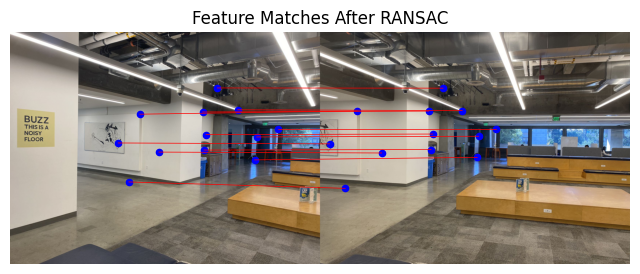 Feature Matches After RANSAC
BUZZ
THIS IS A
NOISY
FLOOR